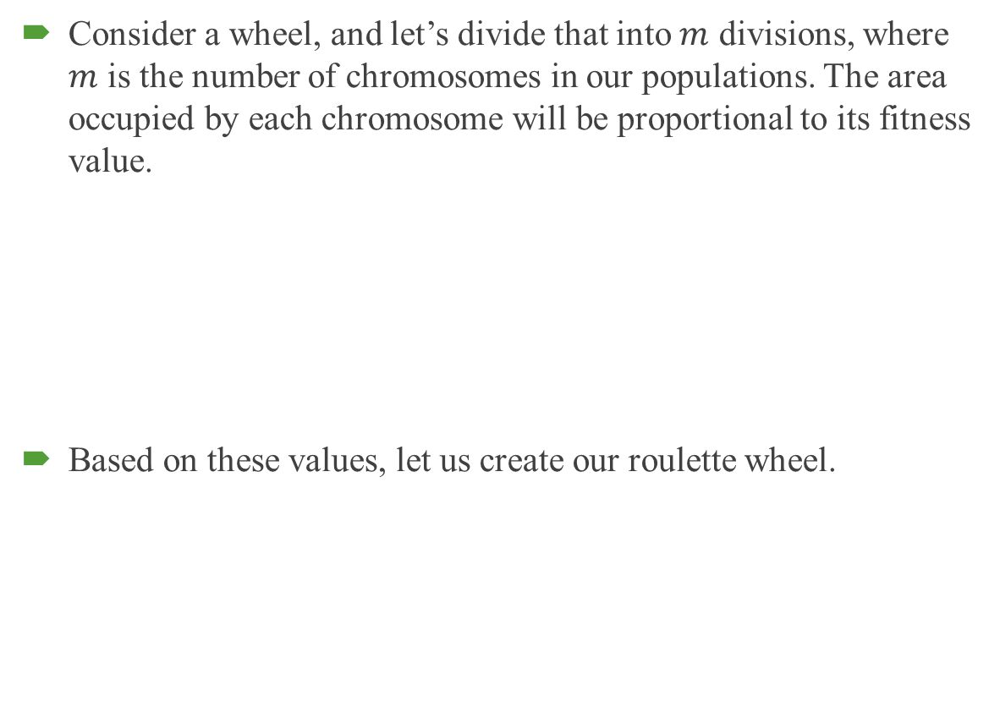 Consider a wheel, and let’s divide that into m divisions, where
m is the number of chromosomes in our populations. The area
occupied by each chromosome will be proportional to its fitness
value.
Based on these values, let us create our roulette wheel.